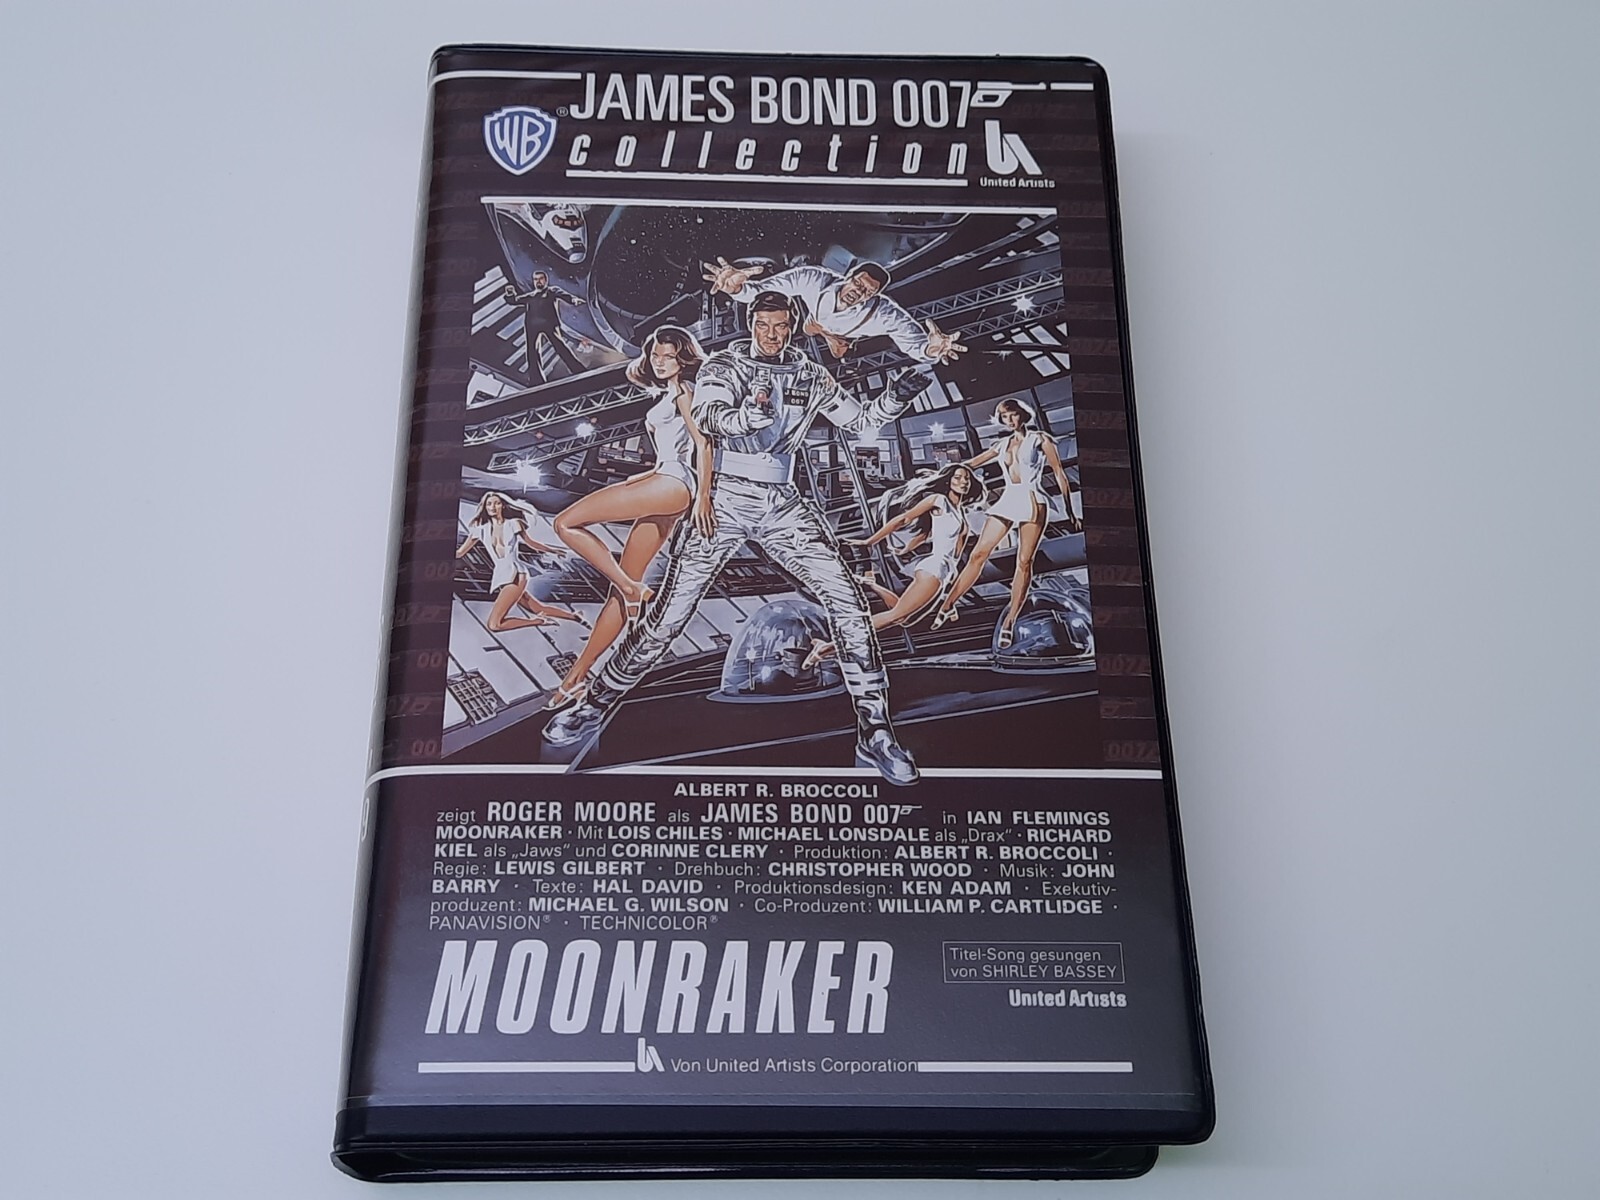 JAMES BOND 007
WB ®
collection
United Artists
J. BOND
007
ALBERT R. BROCCOLI
zeigt ROGER MOORE als JAMES BOND 007 in IAN FLEMINGS
MOONRAKER · Mit LOIS CHILES · MICHAEL LONSDALE als „Drax" · RICHARD
KIEL als „Jaws" und CORINNE CLERY · Produktion: ALBERT R. BROCCOLI ·
Regie: LEWIS GILBERT · Drehbuch: CHRISTOPHER WOOD · Musik: JOHN
BARRY · Texte: HAL DAVID · Produktionsdesign: KEN ADAM · Exekutiv-
produzent: MICHAEL G. WILSON · Co-Produzent: WILLIAM P. CARTLIDGE ·
PANAVISION® · TECHNICOLOR®
MOONRAKER
Titel-Song gesungen
von SHIRLEY BASSEY
United Artists
Von United Artists Corporation